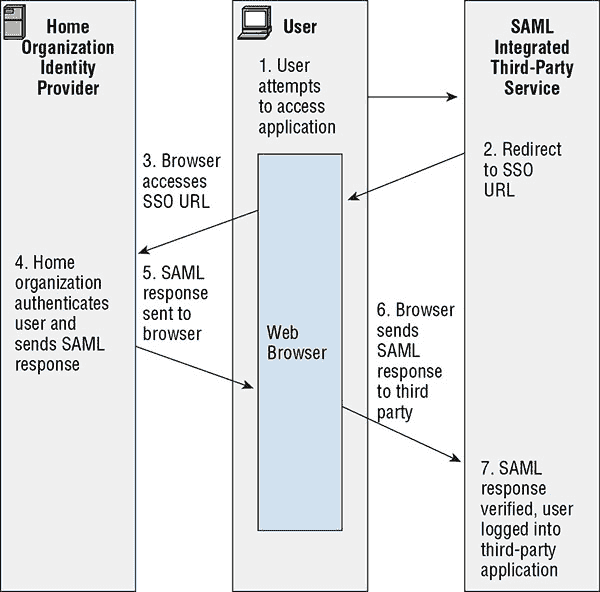 Home
Organization
Identity
Provider
User
SAML
Integrated
Third-Party
Service
1. User
attempts
to access
application
2. Redirect
to SSO
URL
3. Browser
accesses
SSO URL
4. Home
organization
authenticates
user and
sends SAML
response
5. SAML
response
sent to
browser
Web
Browser
6. Browser
sends
SAML
response
to third
party
7. SAML
response
verified, user
logged into
third-party
application